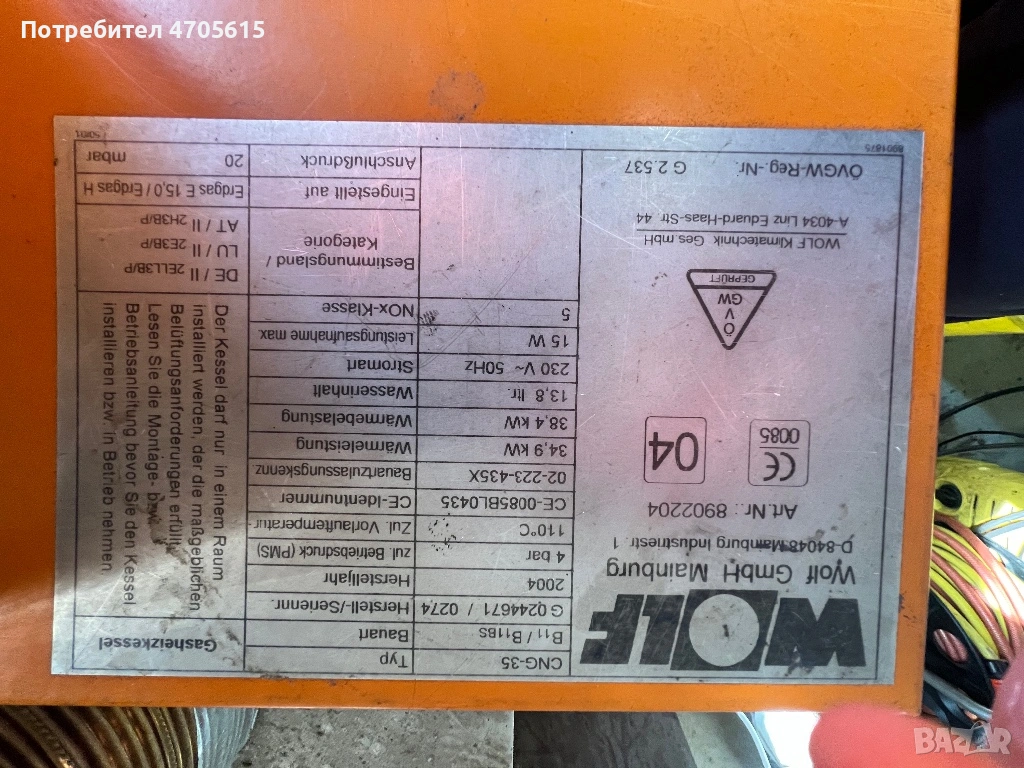 Потребител 4705615
WOLF
Wolf GmbH Mainburg
D-84048 Mainburg Industriestr. 1
Art.Nr.: 8902204
CE
0085
04
Ö
V
GW
GEPRÜFT
WOLF Klimatechnik Ges.mbH
A-4034 Linz Eduard-Haas-Str. 44
ÖVGW-Reg.-Nr. G 2.537
8901675
CNG-35 Typ
B11 / B11BS Bauart
G0244671 / 0274 Herstell-/Seriennr.
2004 Herstelljahr
4 bar zul. Betriebsdruck (PMS)
110°C Zul. Vorlauftemperatur
CE-0085BL0435 CE-Identnummer
02-223-435X Bauartzulassungskennz
34,9 kW Wärmeleistung
38,4 kW Wärmebelastung
13,8 ltr. Wasserinhalt
230 V~ 50Hz Stromart
15 W Leistungsaufnahme max
5 NOx-Klasse
Gasheizkessel
Der Kessel darf nur in einem Raum
installiert werden, der die maßgeblichen
Belüftungsanforderungen erfüllt.
Lesen Sie die Montage- bzw.
Betriebsanleitung bevor Sie den Kessel
installieren bzw. in Betrieb nehmen.
Bestimmungsland /
Kategorie
DE / II 2ELL3B/P
LU / II 2E3B/P
AT / II 2H3B/P
Eingestellt auf Erdgas E 15,0 / Erdgas H
Anschlußdruck 20 mbar
BAZAR